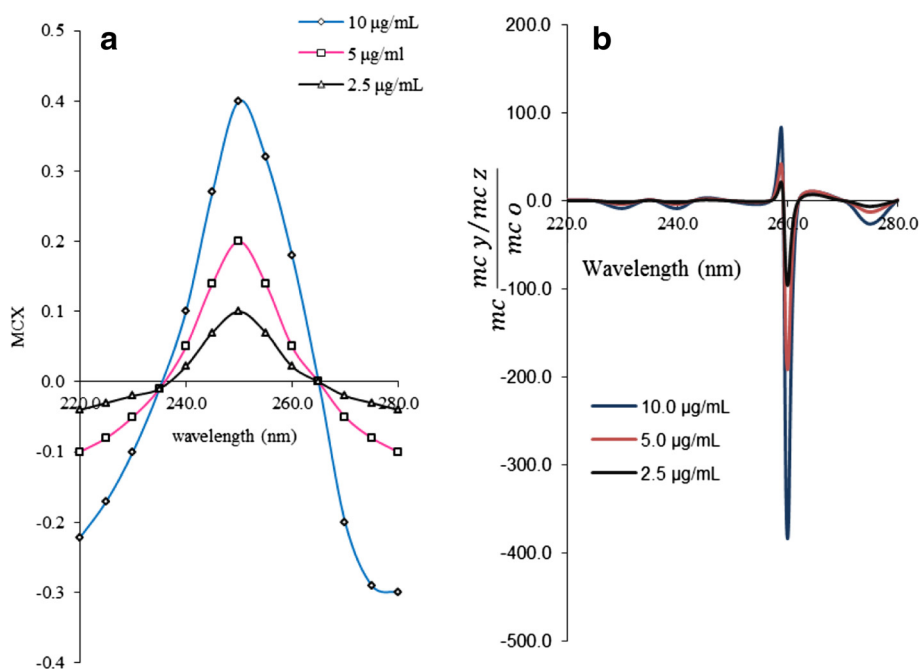 a
10 µg/mL
5 µg/ml
2.5 µg/mL
0.5
0.4
0.3
0.2
0.1
0.0
-0.1
-0.2
-0.3
-0.4
220.0 240.0 260.0 280.0
MCX
wavelength (nm)
b
200.0
100.0
0.0
-100.0
-200.0
-300.0
-400.0
-500.0
220.0 240.0 260.0 280.0
mc mc y/mc z
mc o
Wavelength (nm)
10.0 µg/mL
5.0 µg/mL
2.5 µg/mL